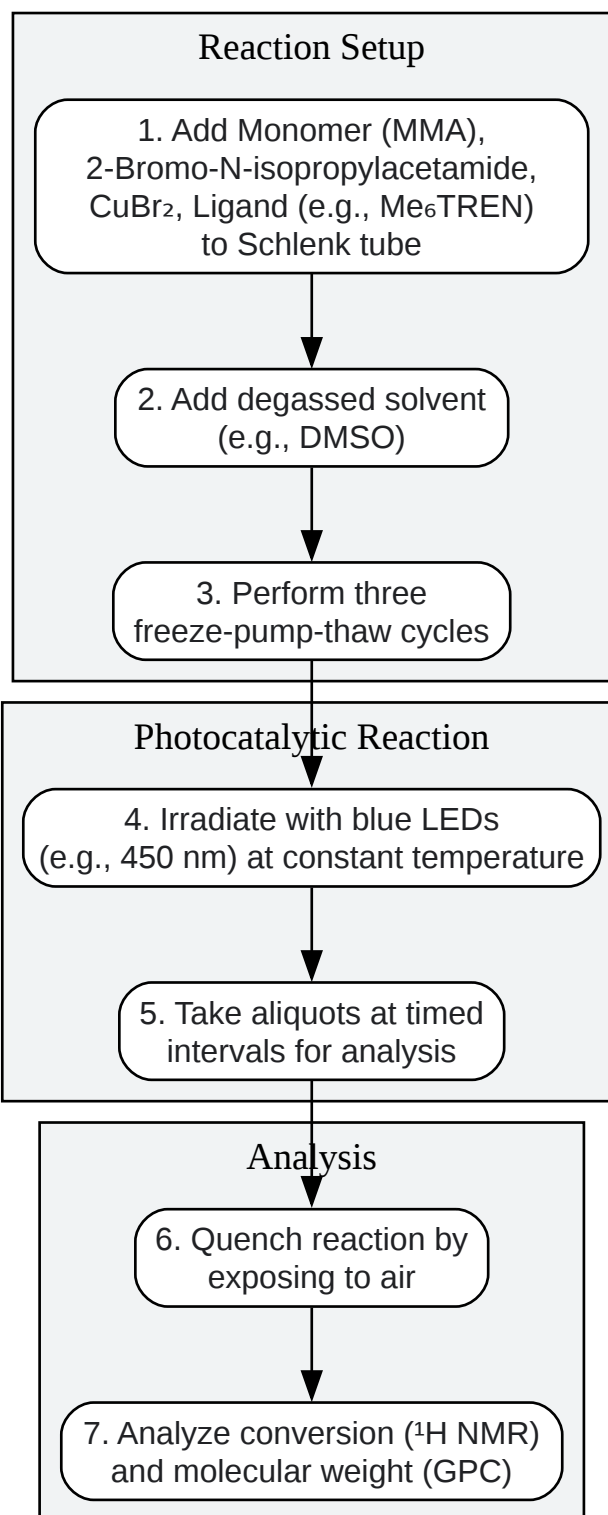 Reaction Setup
1. Add Monomer (MMA),
2-Bromo-N-isopropylacetamide,
CuBr₂, Ligand (e.g., Me₆TREN)
to Schlenk tube
2. Add degassed solvent
(e.g., DMSO)
3. Perform three
freeze-pump-thaw cycles
Photocatalytic Reaction
4. Irradiate with blue LEDs
(e.g., 450 nm) at constant temperature
5. Take aliquots at timed
intervals for analysis
Analysis
6. Quench reaction by
exposing to air
7. Analyze conversion (¹H NMR)
and molecular weight (GPC)